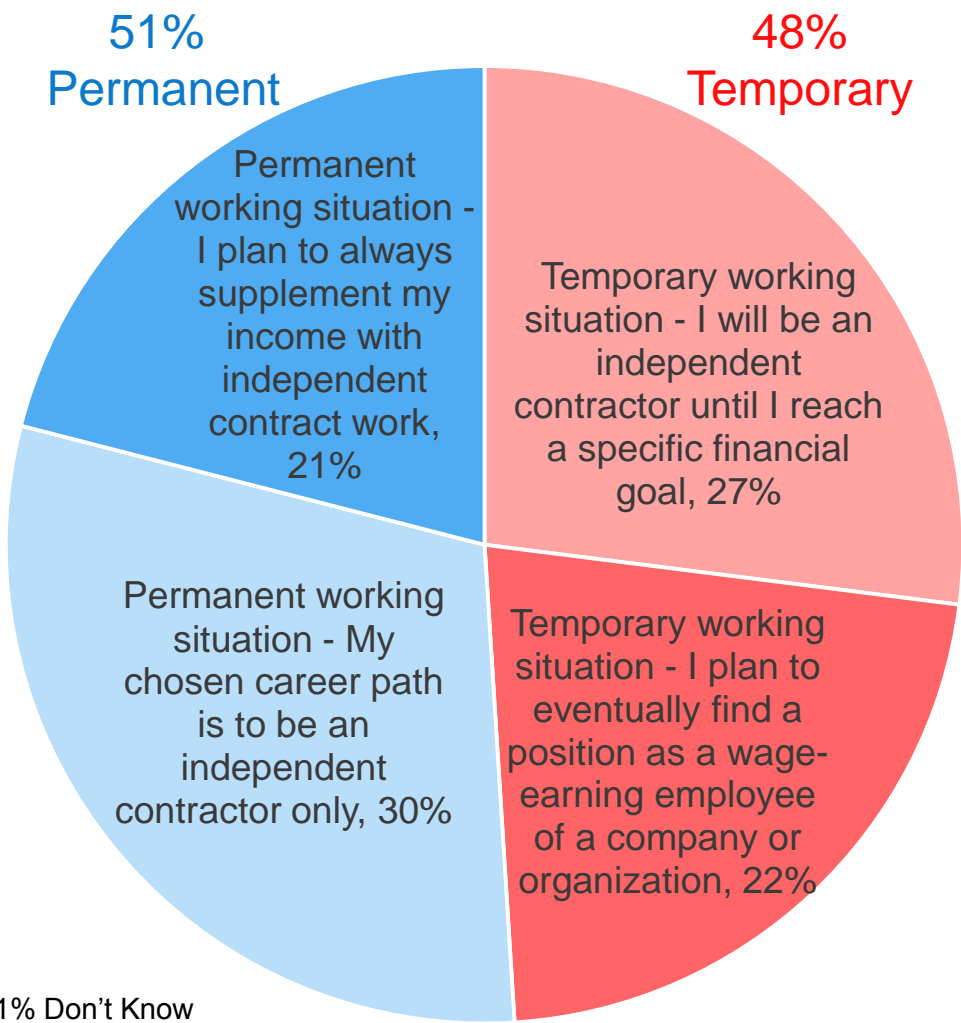 51%
Permanent
48%
Temporary
Permanent
working situation -
I plan to always
supplement my
income with
independent
contract work,
21%
Temporary working
situation - I will be an
independent
contractor until I reach
a specific financial
goal, 27%
Permanent working
situation - My
chosen career path
is to be an
independent
contractor only, 30%
Temporary working
situation - I plan to
eventually find a
position as a wage-
earning employee
of a company or
organization, 22%
1% Don’t Know